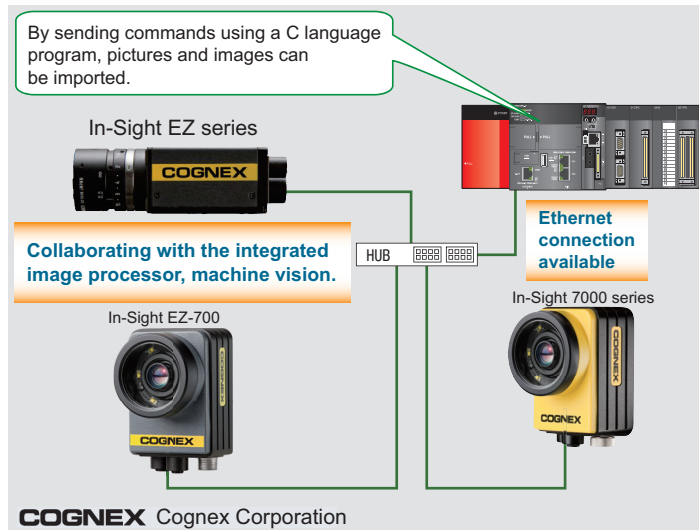 By sending commands using a C language
program, pictures and images can
be imported.
In-Sight EZ series
COGNEX
Collaborating with the integrated
image processor, machine vision.
HUB
Ethernet
connection
available
In-Sight EZ-700
In-Sight 7000 series
COGNEX
COGNEX
COGNEX
COGNEX
COGNEX Cognex Corporation